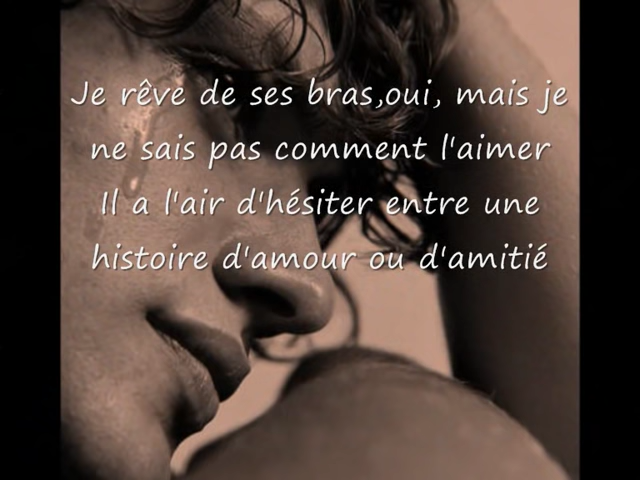 Je rêve de ses bras,oui, mais je
ne sais pas comment l'aimer
Il a l'air d'hésiter entre une
histoire d'amour ou d'amitié